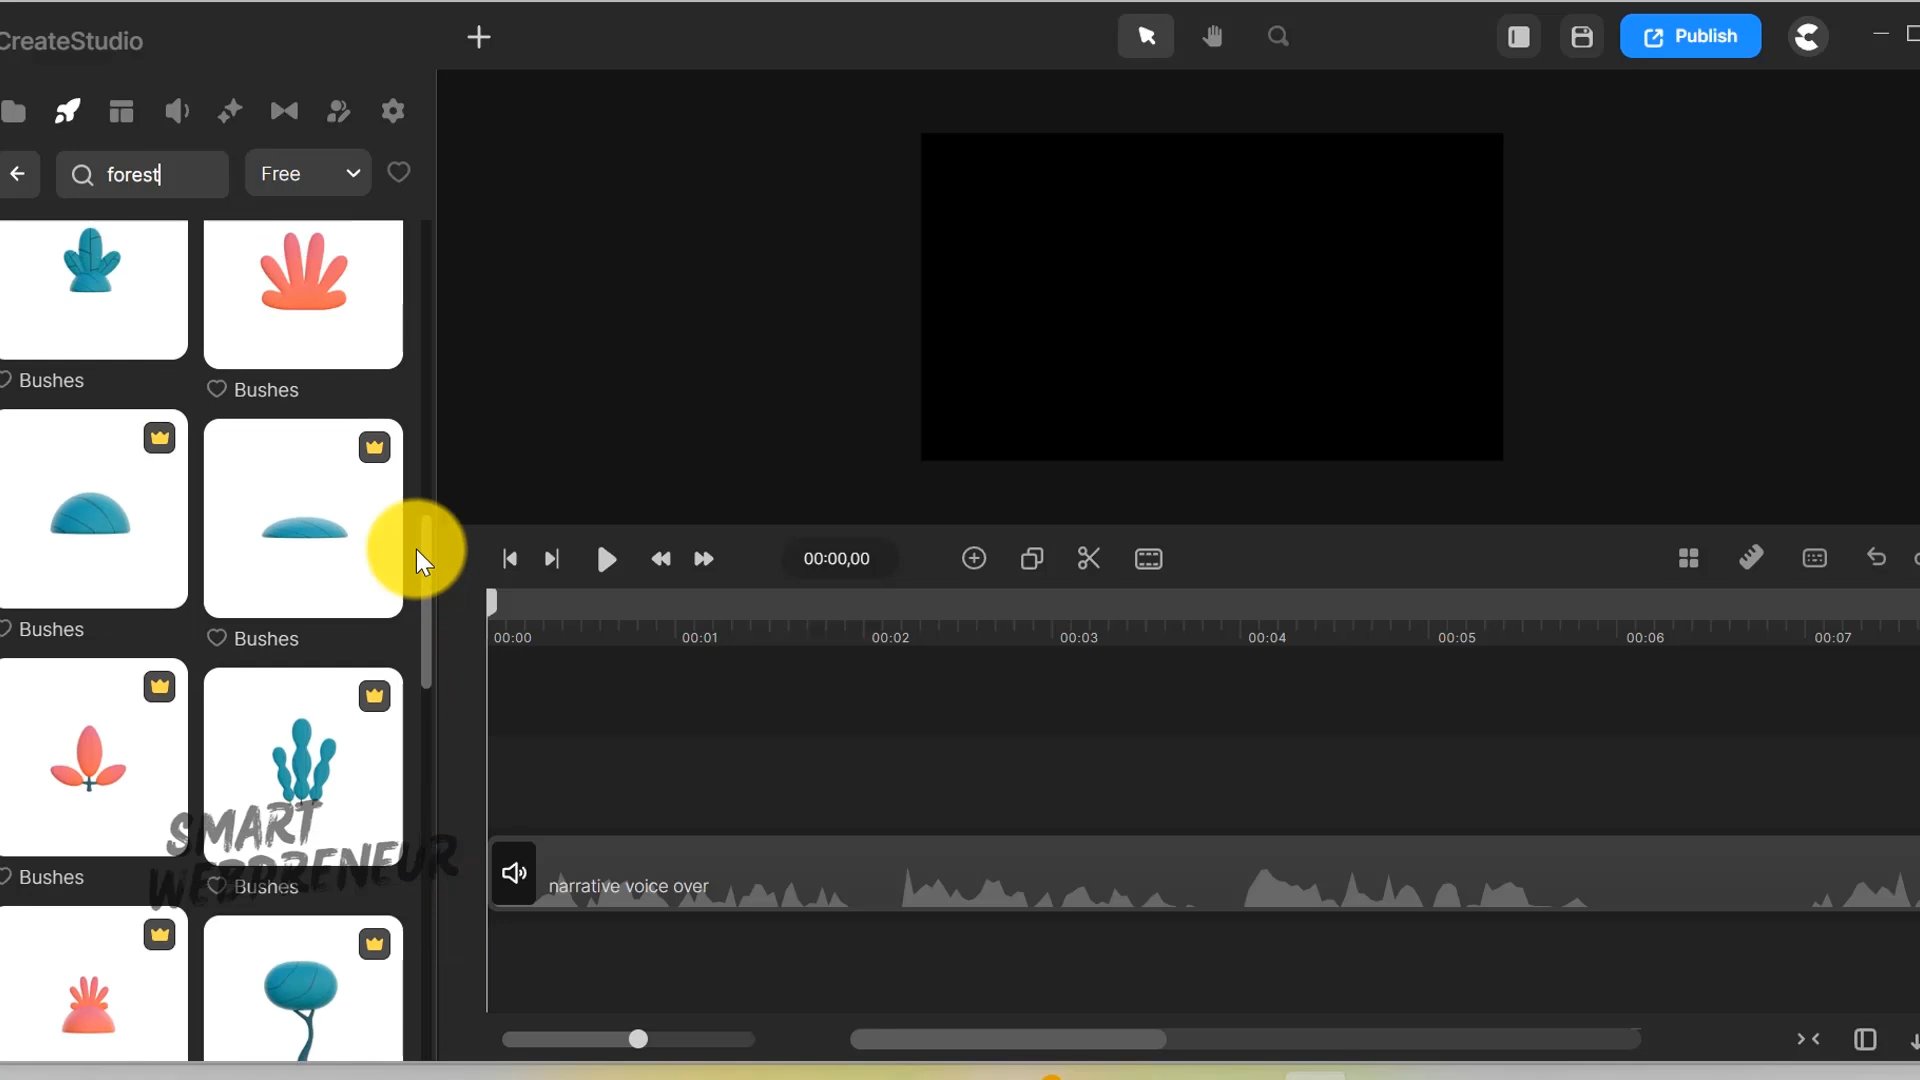 CreateStudio
Publish
forest
Free
Bushes
Bushes
Bushes
Bushes
Bushes
Bushes
00:00,00
00:00
00:01
00:02
00:03
00:04
00:05
00:06
00:07
narrative voice over
SMART
WEBPRENEUR